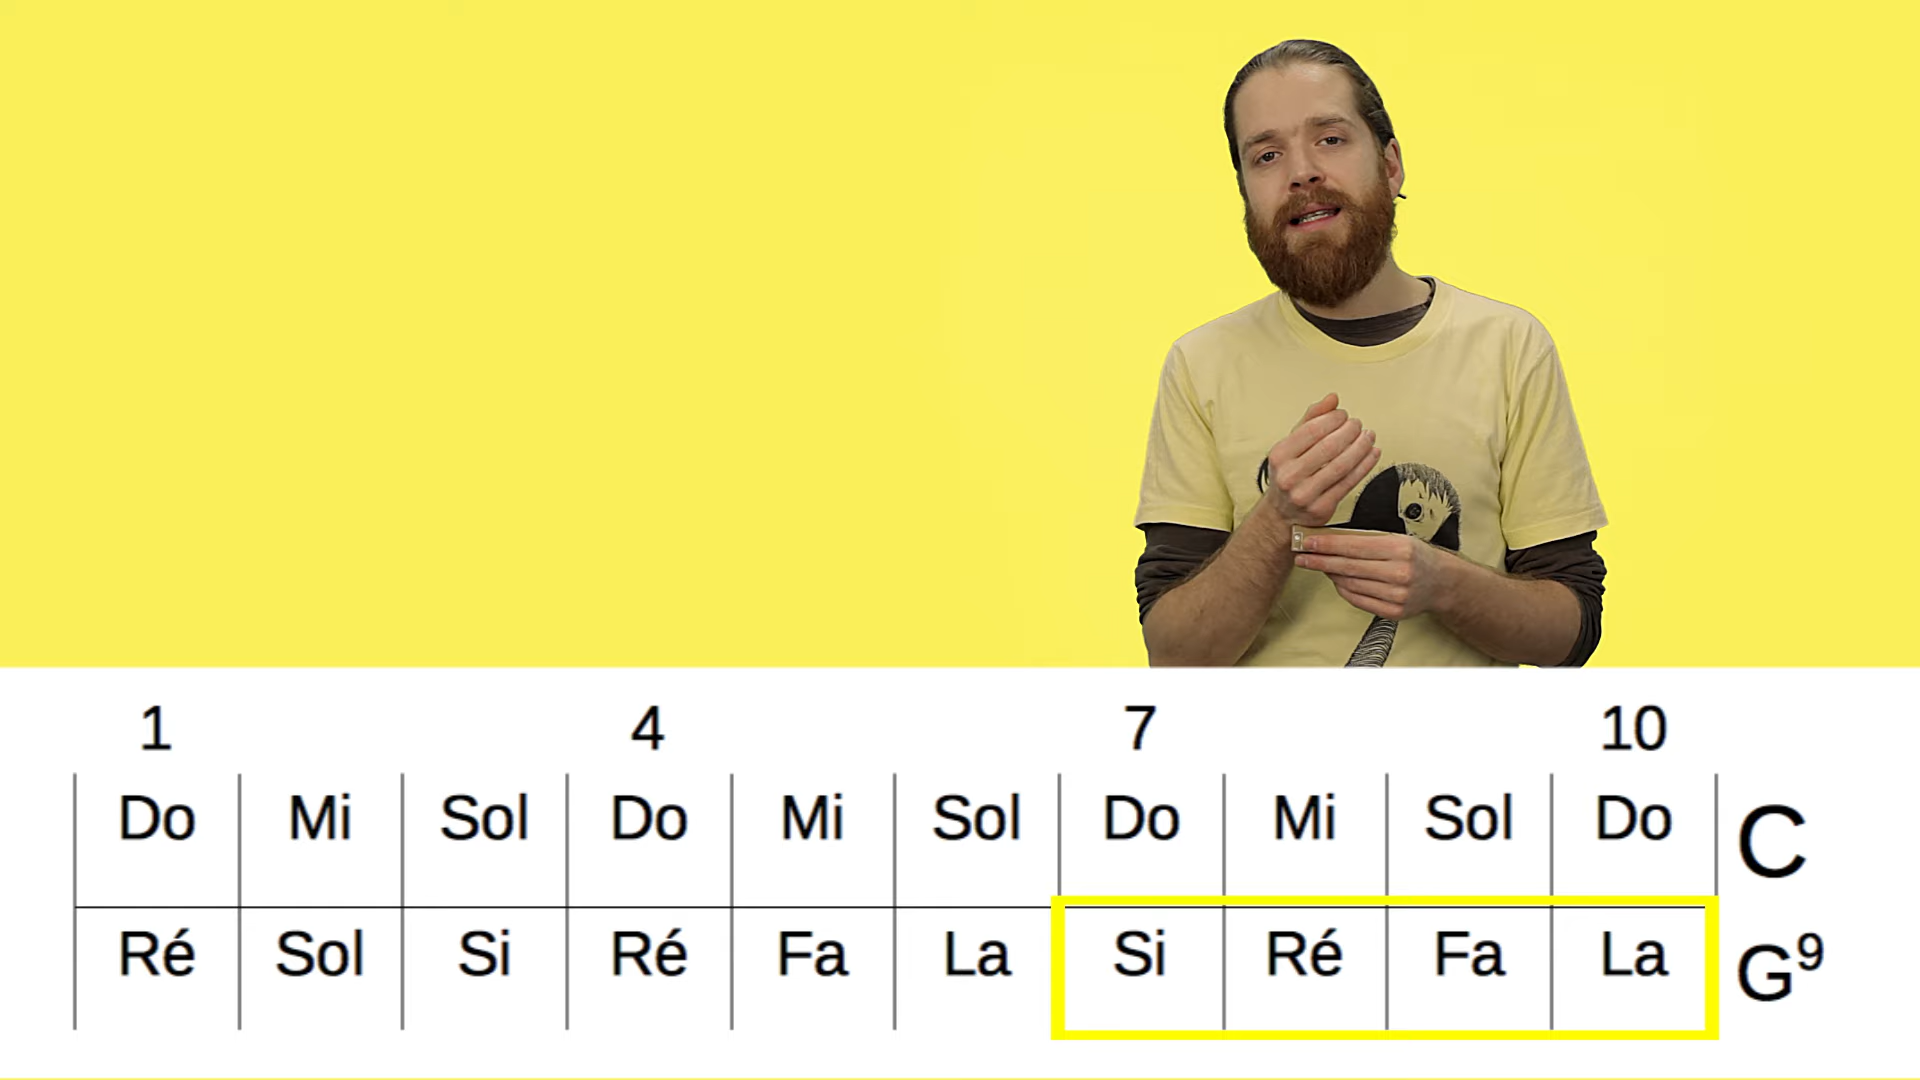 1 4 7 10
Do Mi Sol Do Mi Sol Do Mi Sol Do C
Ré Sol Si Ré Fa La Si Ré Fa La G⁹